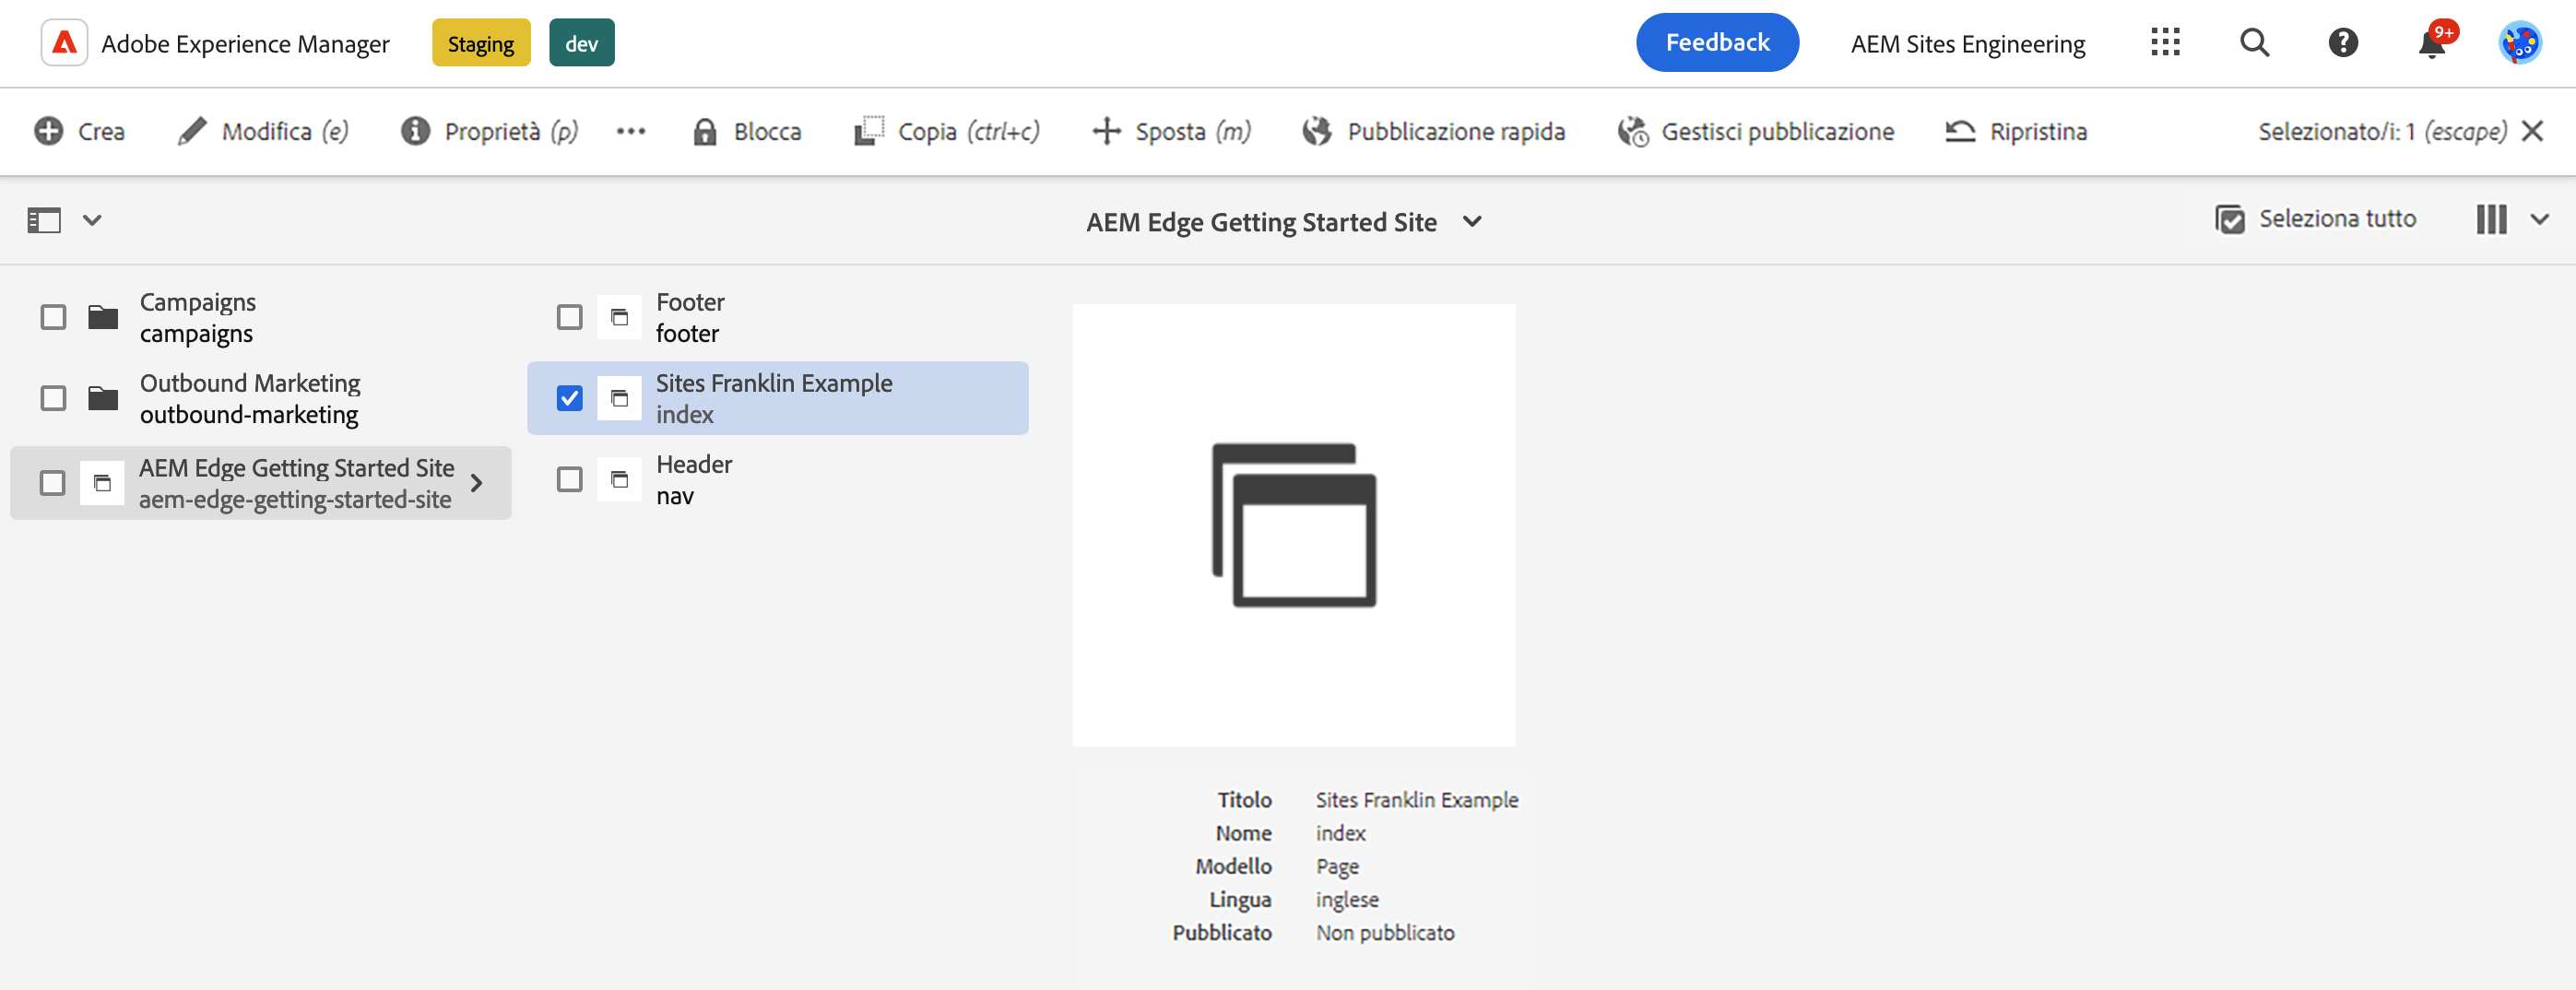 Adobe Experience Manager Staging dev Feedback AEM Sites Engineering 9+
Crea Modifica (e) Proprietà (p) Blocca Copia (ctrl+c) Sposta (m) Pubblicazione rapida Gestisci pubblicazione Ripristina Selezionato/i: 1 (escape)
AEM Edge Getting Started Site Seleziona tutto
Campaigns
campaigns
Outbound Marketing
outbound-marketing
AEM Edge Getting Started Site
aem-edge-getting-started-site
Footer
footer
Sites Franklin Example
index
Header
nav
Titolo Sites Franklin Example
Nome index
Modello Page
Lingua inglese
Pubblicato Non pubblicato